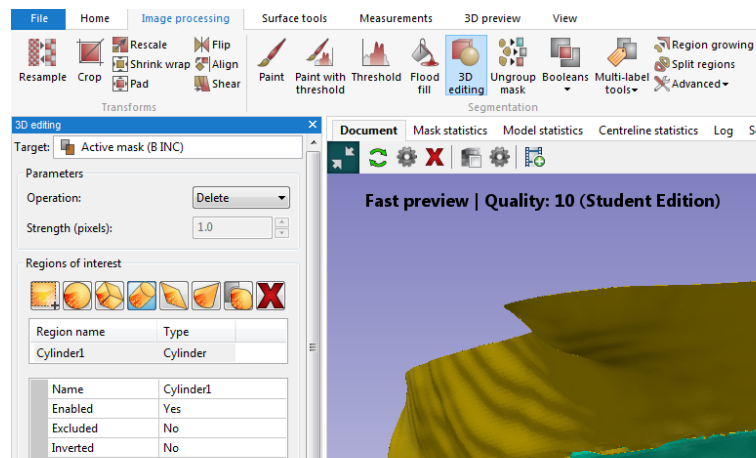 File Home Image processing Surface tools Measurements 3D preview View
Resample Crop Rescale Shrink wrap Pad Flip Align Shear
Transforms
Paint Paint with threshold Threshold Flood fill 3D editing Ungroup mask Booleans Multi-label tools Region growing Split regions Advanced
Segmentation
3D editing
Target: Active mask (B INC)
Parameters
Operation: Delete
Strength (pixels): 1.0
Regions of interest
Region name Type
Cylinder1 Cylinder
Name Cylinder1
Enabled Yes
Excluded No
Inverted No
Document Mask statistics Model statistics Centreline statistics Log
Fast preview | Quality: 10 (Student Edition)